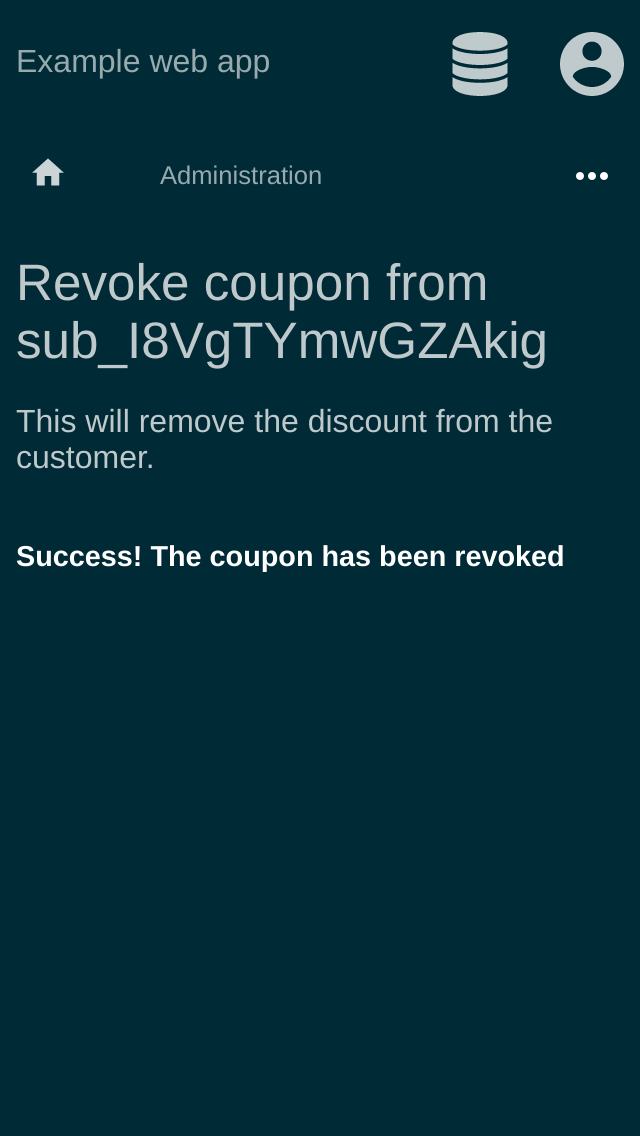 Example web app
Administration
Revoke coupon from
sub_I8VgTYmwGZAkig
This will remove the discount from the
customer.
Success! The coupon has been revoked